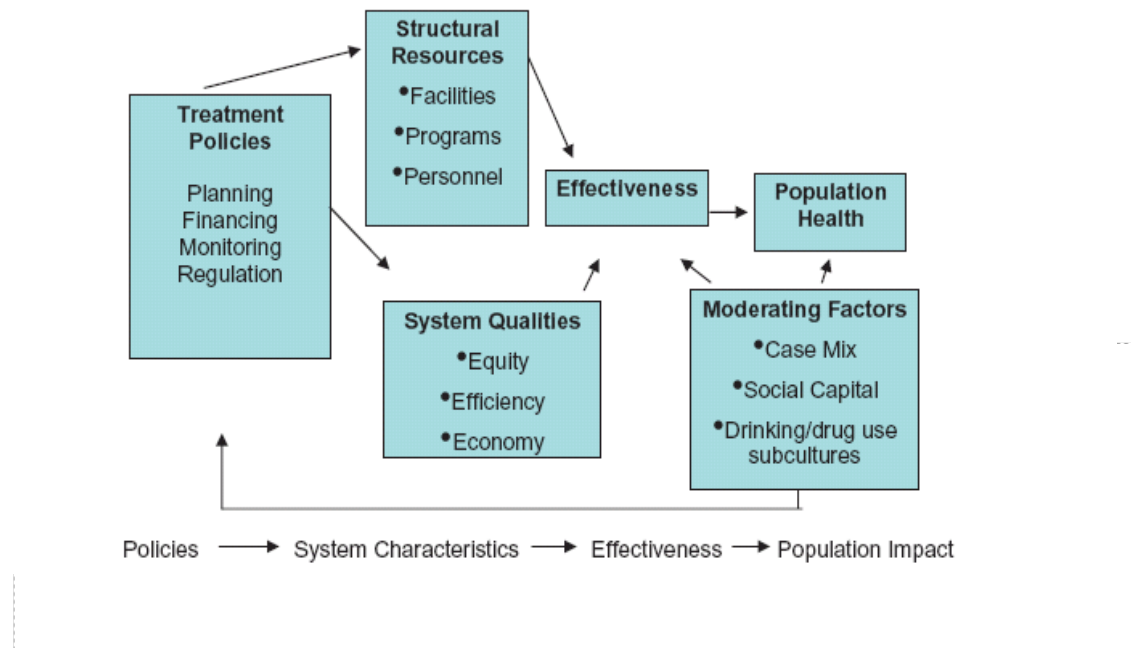 Structural
Resources
•Facilities
•Programs
•Personnel
Treatment
Policies
Planning
Financing
Monitoring
Regulation
Effectiveness
Population
Health
System Qualities
•Equity
•Efficiency
•Economy
Moderating Factors
•Case Mix
•Social Capital
•Drinking/drug use
subcultures
Policies System Characteristics Effectiveness Population Impact